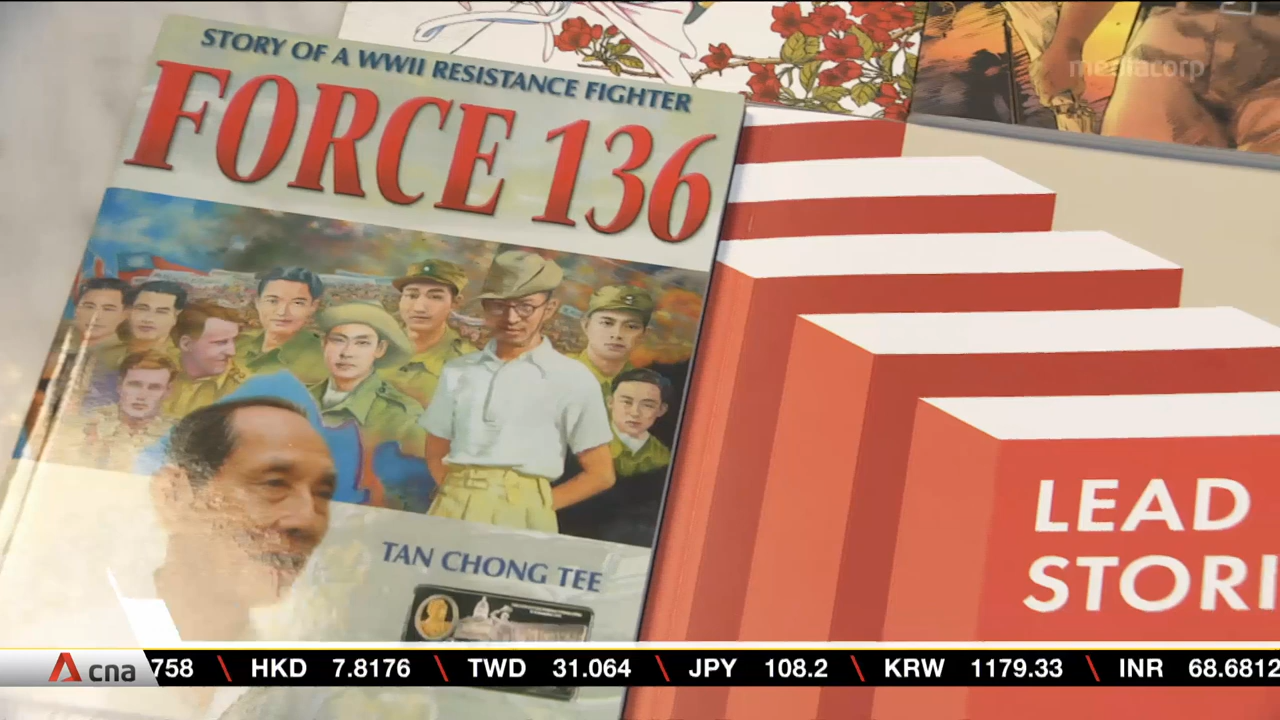 STORY OF A WWII RESISTANCE FIGHTER
FORCE 136
TAN CHONG TEE
LEAD
STORI
mediacorp
cna
758 \ HKD 7.8176 \ TWD 31.064 \ JPY 108.2 \ KRW 1179.33 \ INR 68.6812